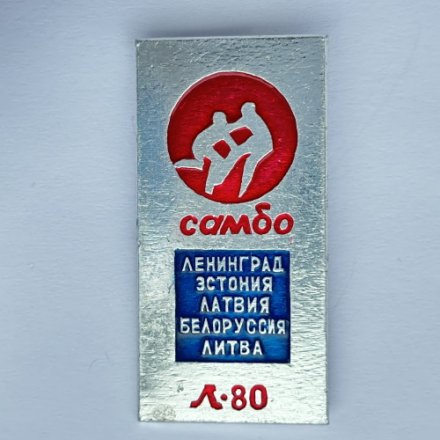 самбо
ЛЕНИНГРАД
ЭСТОНИЯ
ЛАТВИЯ
БЕЛОРУССИЯ
ЛИТВА
Л·80